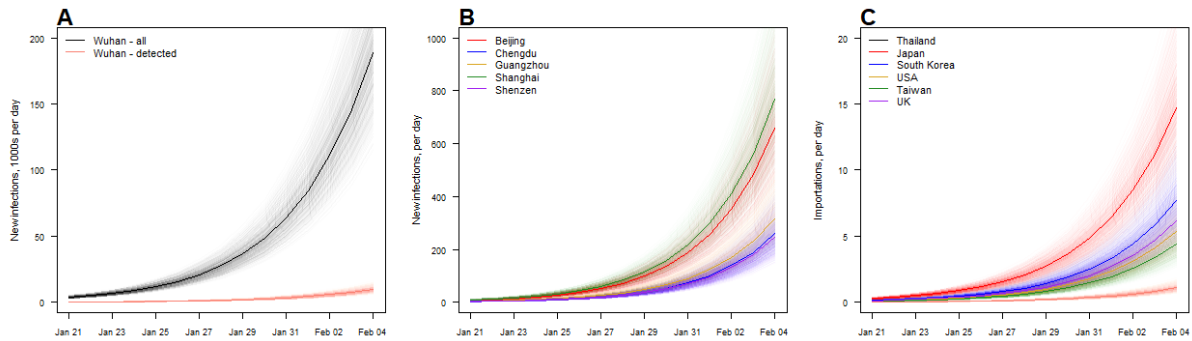 A
Wuhan - all
Wuhan - detected
New infections, 1000s per day
200
150
100
50
0
Jan 21 Jan 23 Jan 25 Jan 27 Jan 29 Jan 31 Feb 02 Feb 04
B
Beijing
Chengdu
Guangzhou
Shanghai
Shenzen
New infections, per day
1000
800
600
400
200
0
Jan 21 Jan 23 Jan 25 Jan 27 Jan 29 Jan 31 Feb 02 Feb 04
C
Thailand
Japan
South Korea
USA
Taiwan
UK
Importations, per day
20
15
10
5
0
Jan 21 Jan 23 Jan 25 Jan 27 Jan 29 Jan 31 Feb 02 Feb 04